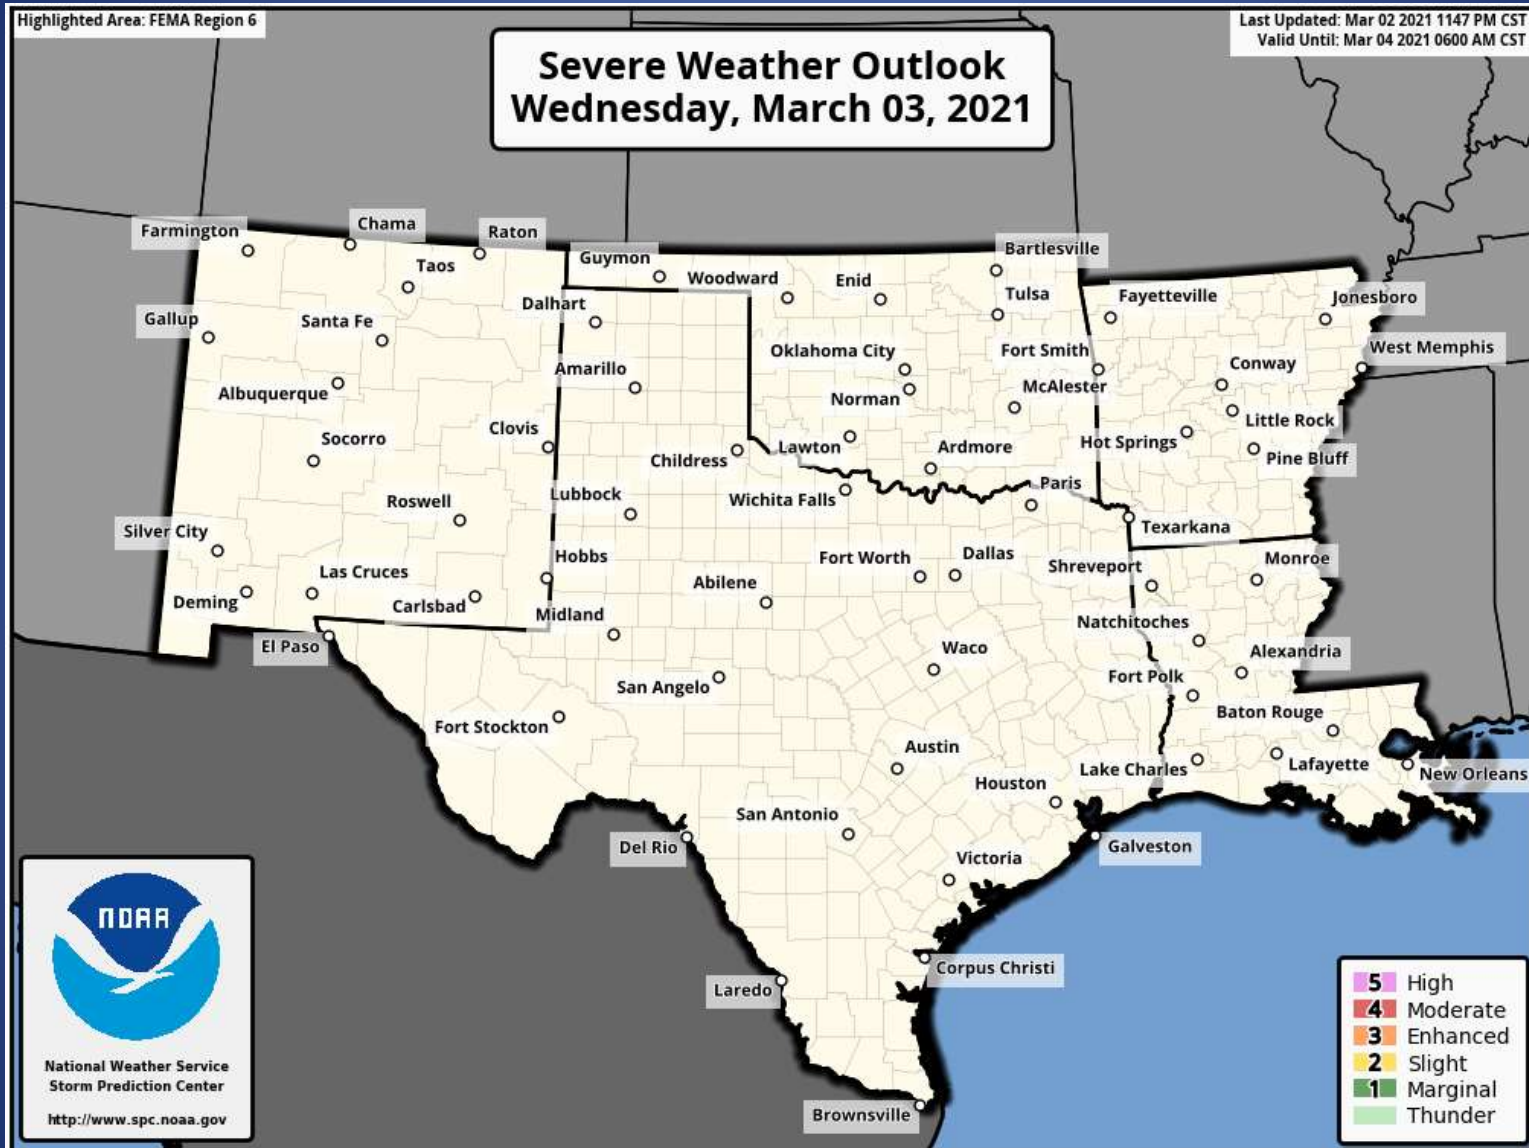 Highlighted Area: FEMA Region 6
Last Updated: Mar 02 2021 1147 PM CST
Valid Until: Mar 04 2021 0600 AM CST
Severe Weather Outlook
Wednesday, March 03, 2021
Farmington
Chama
Raton
Taos
Guymon
Woodward
Enid
Bartlesville
Tulsa
Fayetteville
Jonesboro
Gallup
Santa Fe
Dalhart
Amarillo
Oklahoma City
Fort Smith
Conway
West Memphis
Albuquerque
Norman
McAlester
Little Rock
Socorro
Clovis
Childress
Lawton
Ardmore
Hot Springs
Pine Bluff
Roswell
Lubbock
Wichita Falls
Paris
Texarkana
Silver City
Las Cruces
Hobbs
Abilene
Fort Worth
Dallas
Shreveport
Monroe
Deming
Carlsbad
Midland
Natchitoches
El Paso
San Angelo
Waco
Alexandria
Fort Polk
Fort Stockton
Baton Rouge
Austin
Houston
Lake Charles
Lafayette
New Orleans
San Antonio
Del Rio
Victoria
Galveston
Laredo
Corpus Christi
Brownsville
NOAA
National Weather Service
Storm Prediction Center
http://www.spc.noaa.gov
5 High
4 Moderate
3 Enhanced
2 Slight
1 Marginal
Thunder